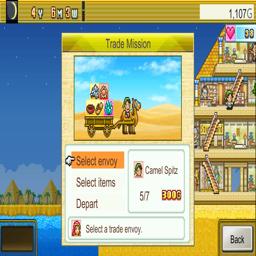 4Y 6M 3W
1,107G
30
Trade Mission
Select envoy
Camel Spitz
Select items
5/7 300G
Depart
Select a trade envoy.
Back